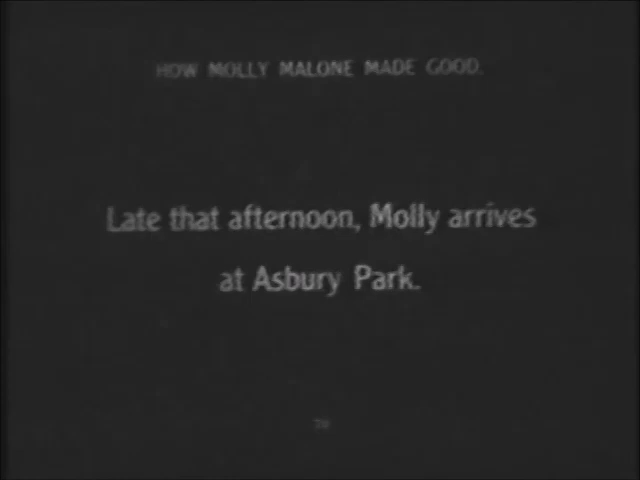 HOW MOLLY MALONE MADE GOOD.
Late that afternoon, Molly arrives
at Asbury Park.